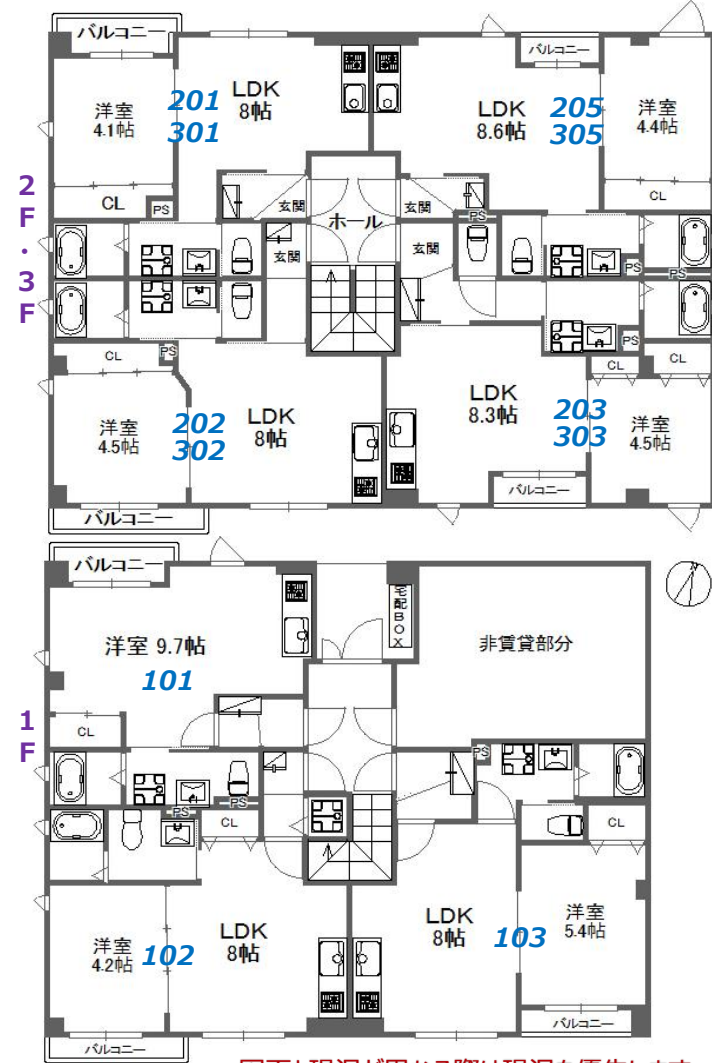 バルコニー
バルコニー
洋室
4.1帖
201
301
LDK
8帖
LDK
8.6帖
205
305
洋室
4.4帖
CL
PS
玄関
ホール
玄関
CL
2F・3F
PS
玄関
玄関
PS
PS
CL
PS
PS
CL
CL
洋室
4.5帖
202
302
LDK
8帖
LDK
8.3帖
203
303
洋室
4.5帖
バルコニー
バルコニー
バルコニー
宅配BOX
洋室 9.7帖
101
非賃貸部分
1F
CL
PS
PS
PS
CL
CL
洋室
4.2帖
102
LDK
8帖
LDK
8帖
103
洋室
5.4帖
バルコニー
バルコニー